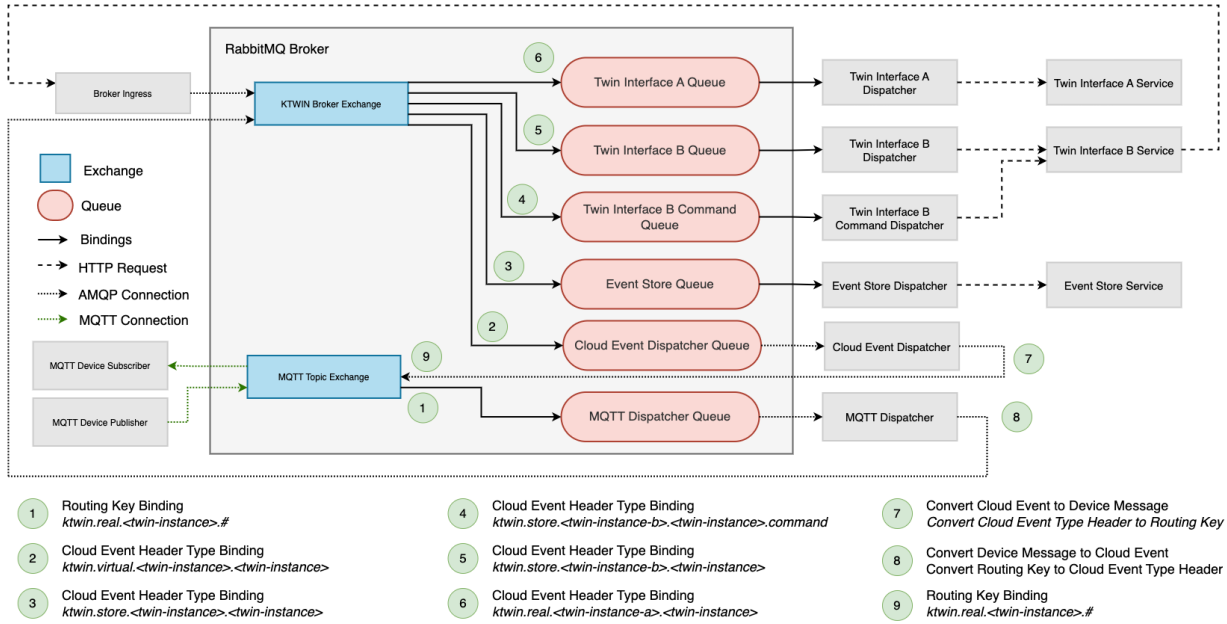 RabbitMQ Broker
6
Twin Interface A Queue
Twin Interface A
Dispatcher
Twin Interface A Service
Broker Ingress
KTWIN Broker Exchange
5
Twin Interface B Queue
Twin Interface B
Dispatcher
Twin Interface B Service
Exchange
Queue
Bindings
HTTP Request
AMQP Connection
MQTT Connection
4
Twin Interface B Command
Queue
Twin Interface B
Command Dispatcher
3
Event Store Queue
Event Store Dispatcher
Event Store Service
2
Cloud Event Dispatcher Queue
Cloud Event Dispatcher
7
MQTT Device Subscriber
MQTT Topic Exchange
9
1
MQTT Dispatcher Queue
MQTT Dispatcher
8
MQTT Device Publisher
1
Routing Key Binding
ktwin.real.<twin-instance>.#
2
Cloud Event Header Type Binding
ktwin.virtual.<twin-instance>.<twin-instance>
3
Cloud Event Header Type Binding
ktwin.store.<twin-instance>.<twin-instance>
4
Cloud Event Header Type Binding
ktwin.store.<twin-instance-b>.<twin-instance>.command
5
Cloud Event Header Type Binding
ktwin.store.<twin-instance-b>.<twin-instance>
6
Cloud Event Header Type Binding
ktwin.real.<twin-instance-a>.<twin-instance>
7
Convert Cloud Event to Device Message
Convert Cloud Event Type Header to Routing Key
8
Convert Device Message to Cloud Event
Convert Routing Key to Cloud Event Type Header
9
Routing Key Binding
ktwin.real.<twin-instance>.#